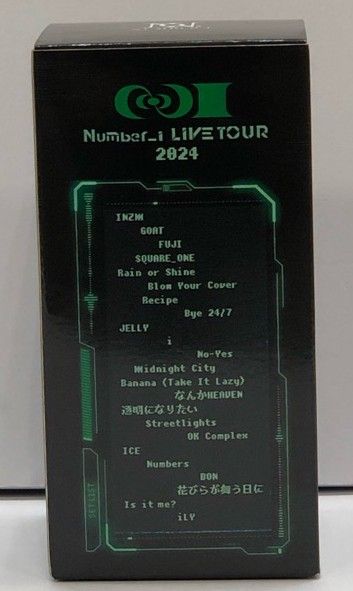 Number_i LIVE TOUR
2024
INZM
GOAT
FUJI
SQUARE_ONE
Rain or Shine
Blow Your Cover
Recipe
Bye 24/7
JELLY
i
No-Yes
Midnight City
Banana (Take It Lazy)
なんかHEAVEN
透明になりたい
Streetlights
OK Complex
ICE
Numbers
BON
花びらが舞う日に
Is it me?
iLY
SET LIST